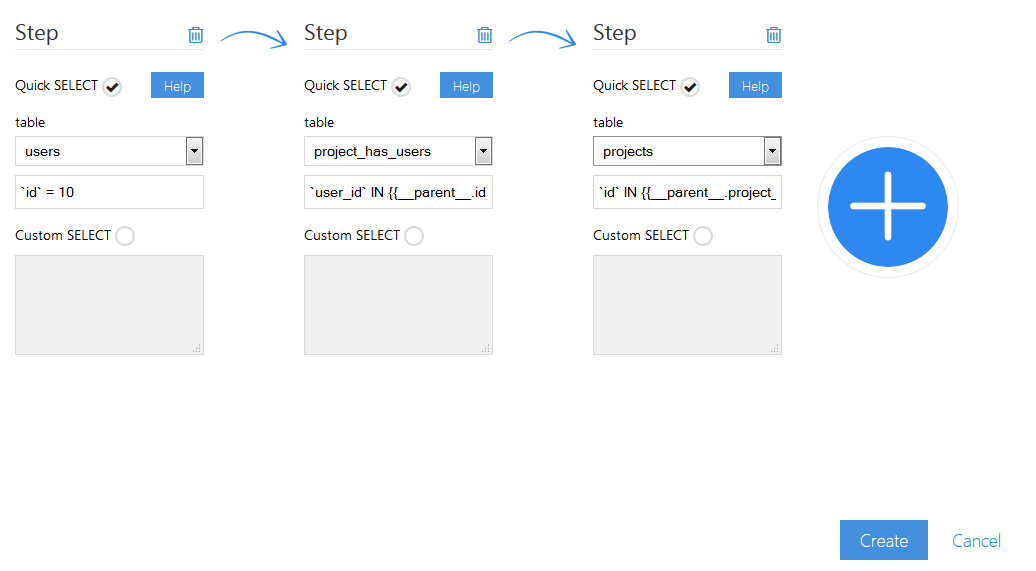 Step
Quick SELECT Help
table
users
`id` = 10
Custom SELECT
Step
Quick SELECT Help
table
project_has_users
`user_id` IN {{__parent__.id
Custom SELECT
Step
Quick SELECT Help
table
projects
`id` IN {{__parent__.project_
Custom SELECT
Create Cancel